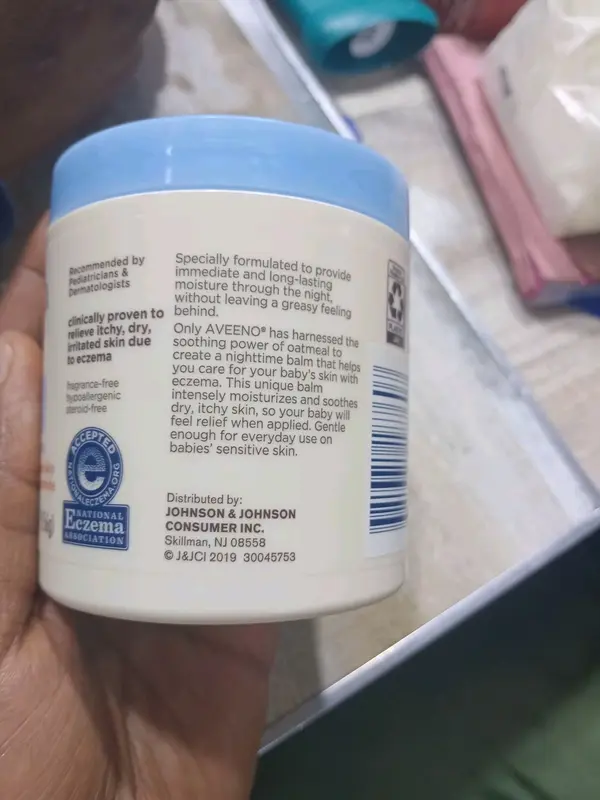 Recommended by
Pediatricians &
Dermatologists
clinically proven to
relieve itchy, dry,
irritated skin due
to eczema
fragrance-free
hypoallergenic
steroid-free
ACCEPTED
NATIONALECZEMA.ORG
NATIONAL
Eczema
ASSOCIATION
Specially formulated to provide
immediate and long-lasting
moisture through the night,
without leaving a greasy feeling
behind.
Only AVEENO® has harnessed the
soothing power of oatmeal to
create a nighttime balm that helps
you care for your baby's skin with
eczema. This unique balm
intensely moisturizes and soothes
dry, itchy skin, so your baby will
feel relief when applied. Gentle
enough for everyday use on
babies' sensitive skin.
Distributed by:
JOHNSON & JOHNSON
CONSUMER INC.
Skillman, NJ 08558
© J&JCI 2019 30045753